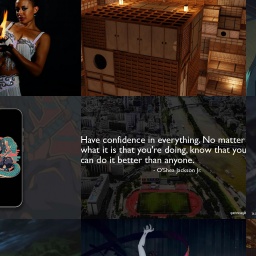 Have confidence in everything. No matter
what it is that you're doing, know that you
can do it better than anyone.
- O'Shea Jackson Jr.